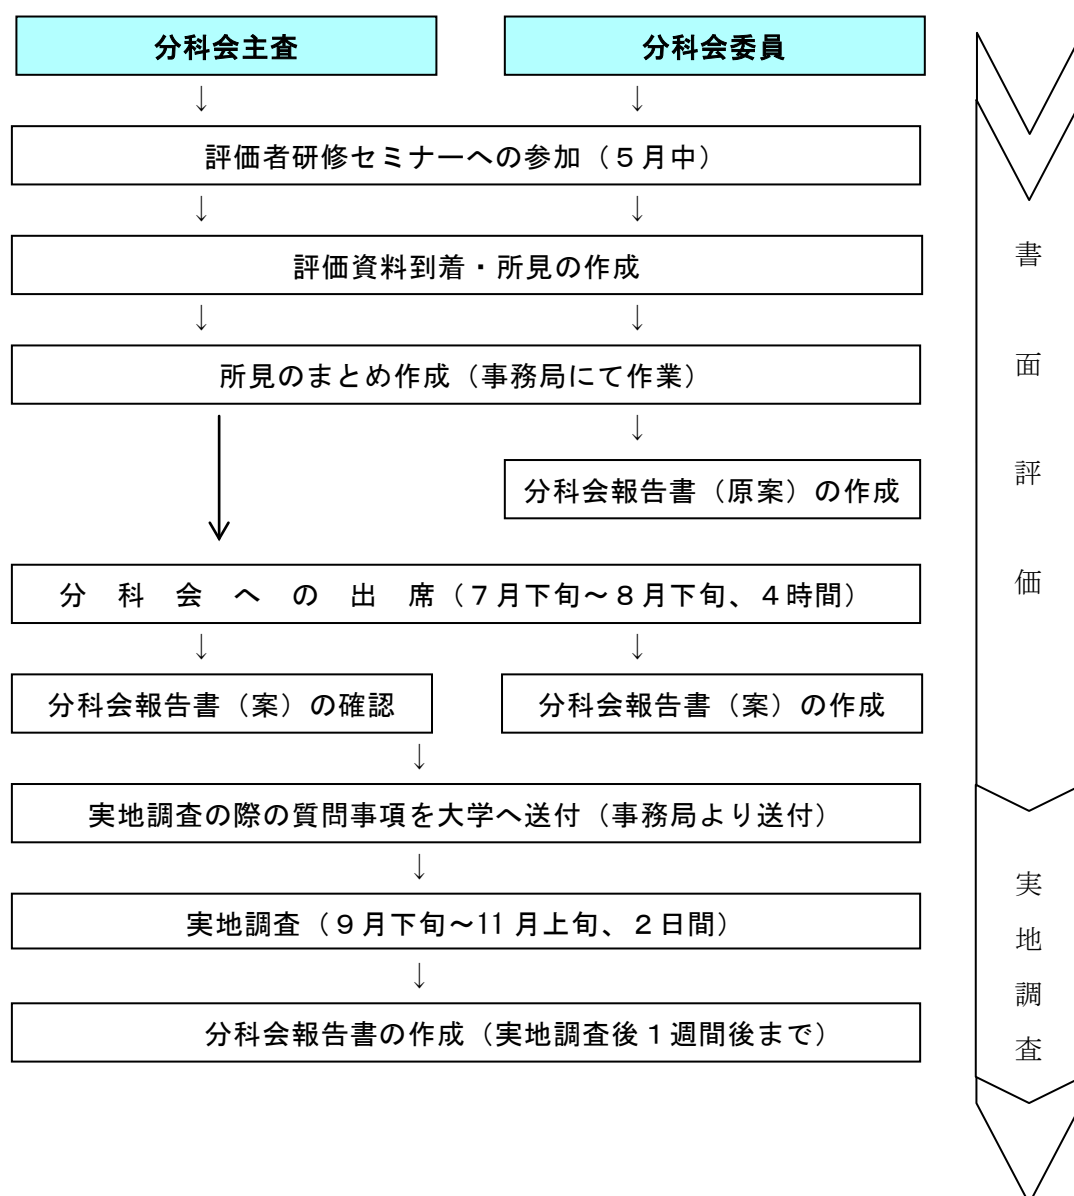 分科会主査
分科会委員
↓
↓
評価者研修セミナーへの参加（５月中）
↓
↓
評価資料到着・所見の作成
↓
↓
所見のまとめ作成（事務局にて作業）
↓
分科会報告書（原案）の作成
分　科　会　へ　の　出　席（７月下旬～８月下旬、４時間）
↓
↓
分科会報告書（案）の確認
分科会報告書（案）の作成
↓
実地調査の際の質問事項を大学へ送付（事務局より送付）
↓
実地調査（９月下旬～11月上旬、２日間）
↓
分科会報告書の作成（実地調査後１週間後まで）
書面評価
実地調査